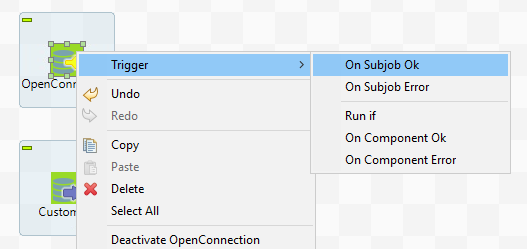 OpenConn
Custom
Trigger
Undo
Redo
Copy
Paste
Delete
Select All
Deactivate OpenConnection
On Subjob Ok
On Subjob Error
Run if
On Component Ok
On Component Error